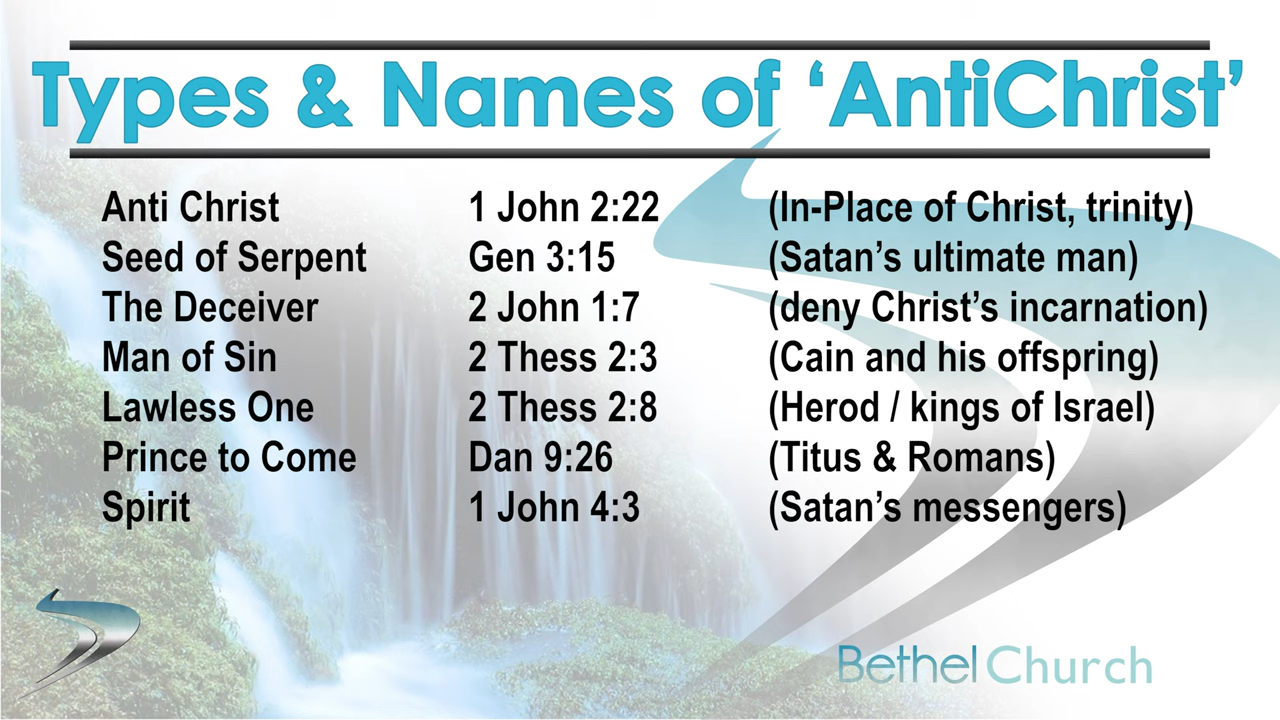 Types & Names of ‘AntiChrist’
Anti Christ 1 John 2:22 (In-Place of Christ, trinity)
Seed of Serpent Gen 3:15 (Satan’s ultimate man)
The Deceiver 2 John 1:7 (deny Christ’s incarnation)
Man of Sin 2 Thess 2:3 (Cain and his offspring)
Lawless One 2 Thess 2:8 (Herod / kings of Israel)
Prince to Come Dan 9:26 (Titus & Romans)
Spirit 1 John 4:3 (Satan’s messengers)
Bethel Church